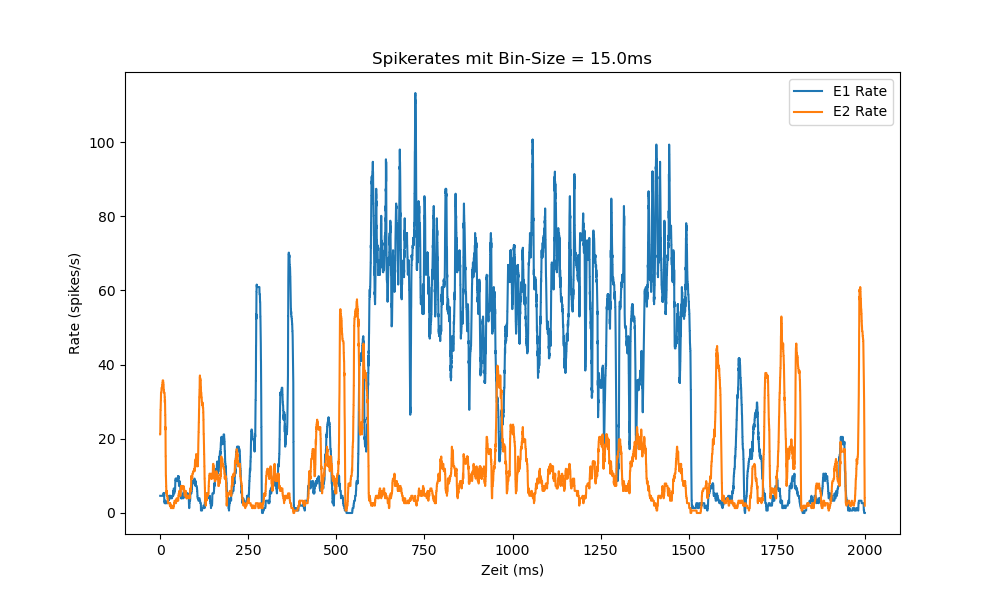 Spikerates mit Bin-Size = 15.0ms
E1 Rate
E2 Rate
100
80
60
40
20
0
Rate (spikes/s)
0 250 500 750 1000 1250 1500 1750 2000
Zeit (ms)